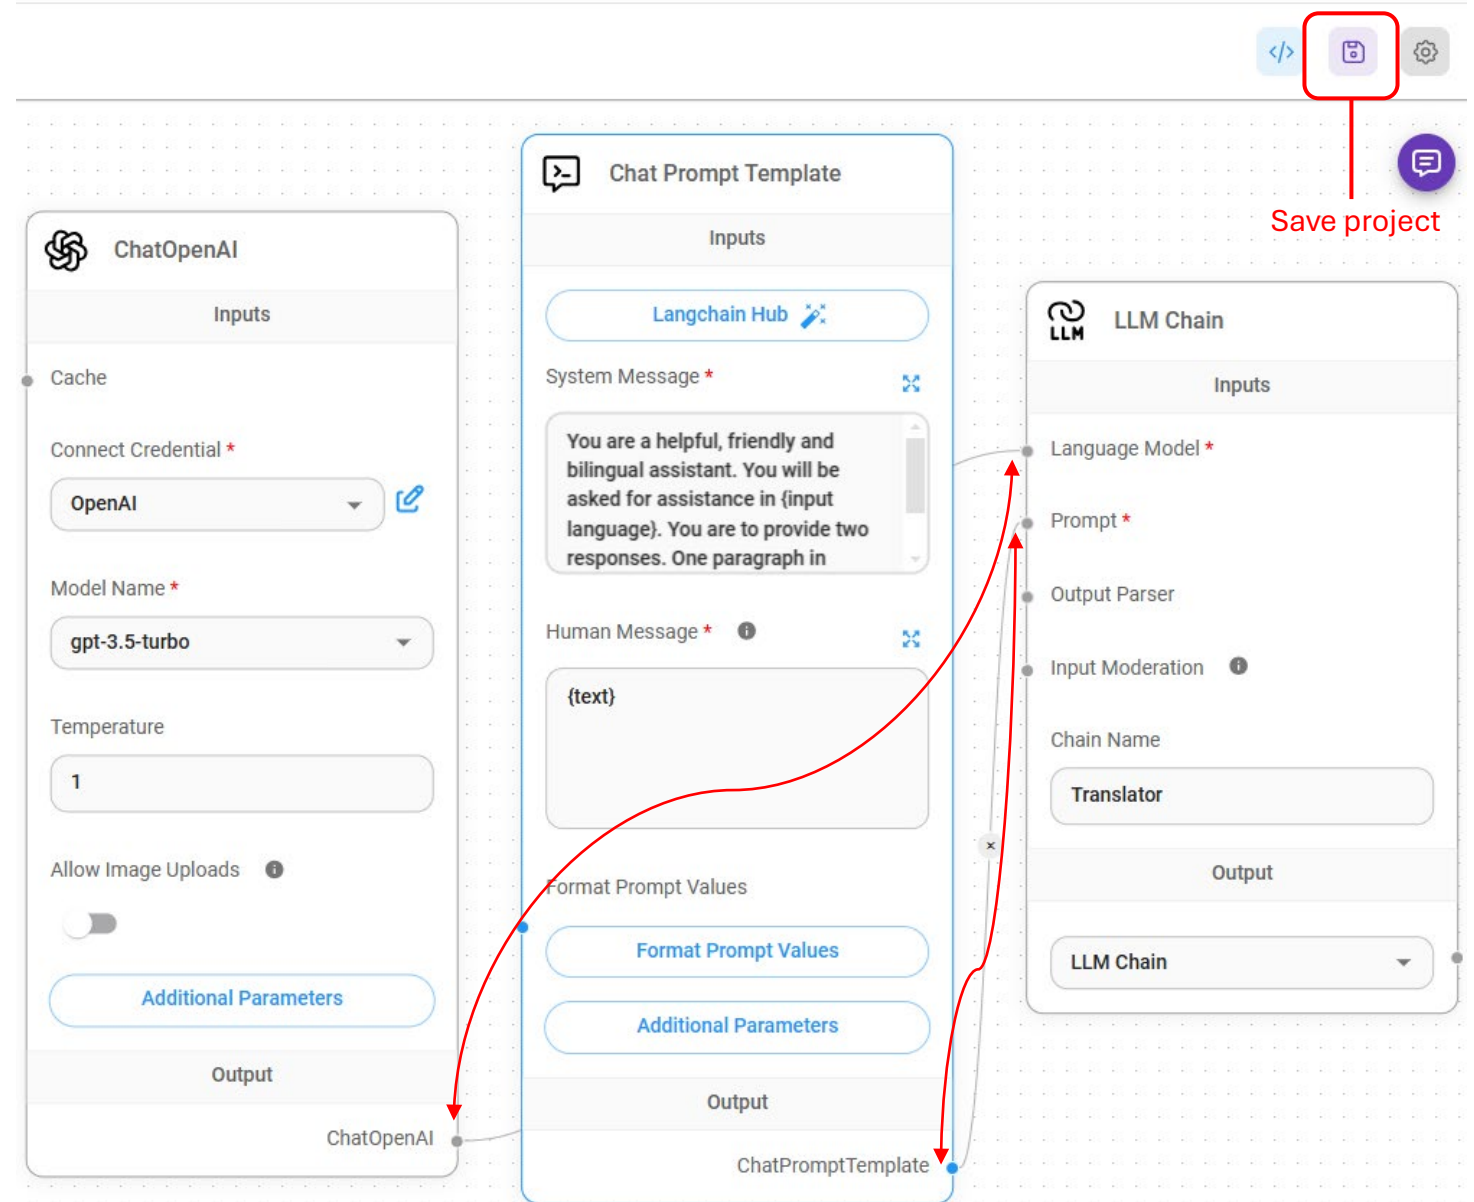 </>
Save project
ChatOpenAI
Inputs
Cache
Connect Credential *
OpenAI
Model Name *
gpt-3.5-turbo
Temperature
1
Allow Image Uploads
Additional Parameters
Output
ChatOpenAI
Chat Prompt Template
Inputs
Langchain Hub
System Message *
You are a helpful, friendly and
bilingual assistant. You will be
asked for assistance in {input
language}. You are to provide two
responses. One paragraph in
Human Message *
{text}
Format Prompt Values
Format Prompt Values
Additional Parameters
Output
ChatPromptTemplate
LLM
LLM Chain
Inputs
Language Model *
Prompt *
Output Parser
Input Moderation
Chain Name
Translator
Output
LLM Chain